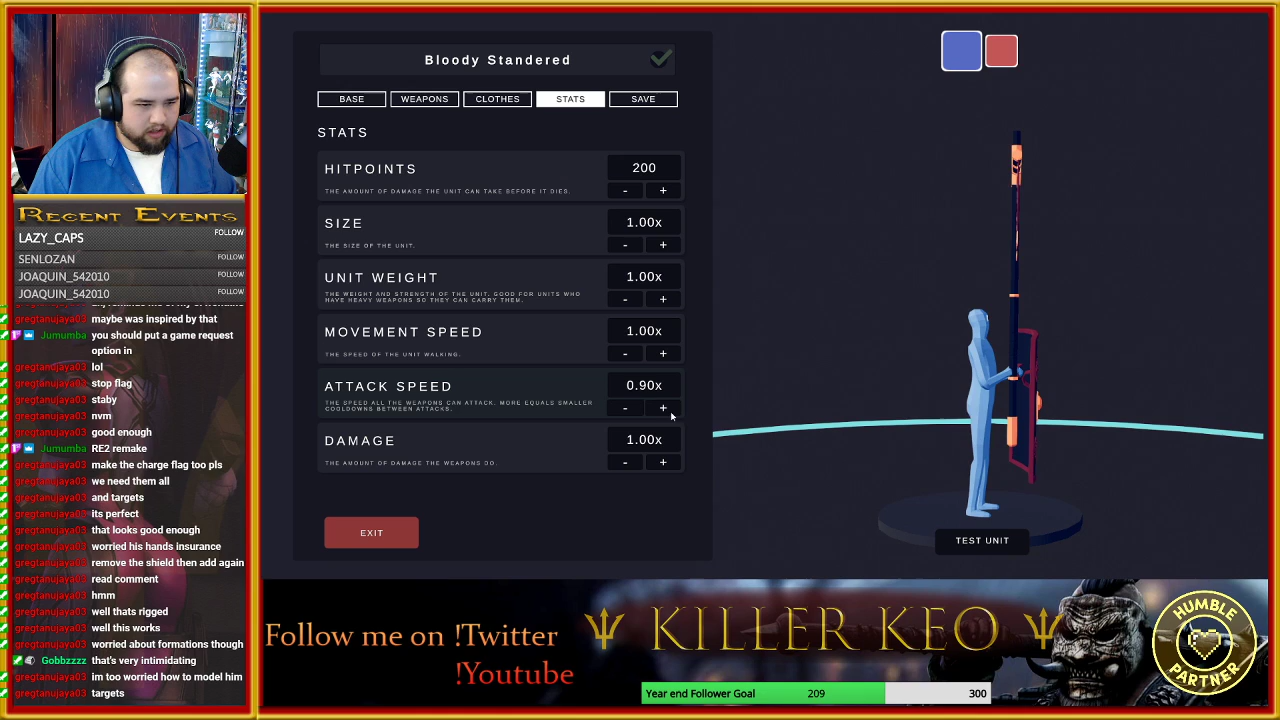 Recent Events
LAZY_CAPS FOLLOW
SENLOZAN FOLLOW
JOAQUIN_542010 FOLLOW
JOAQUIN_542010 FOLLOW
gregtanujaya03 maybe was inspired by that
Jumumba you should put a game request
option in
gregtanujaya03 lol
gregtanujaya03 stop flag
gregtanujaya03 staby
gregtanujaya03 nvm
gregtanujaya03 good enough
Jumumba RE2 remake
gregtanujaya03 make the charge flag too pls
gregtanujaya03 we need them all
gregtanujaya03 and targets
gregtanujaya03 its perfect
gregtanujaya03 that looks good enough
gregtanujaya03 worried his hands insurance
gregtanujaya03 remove the shield then add again
gregtanujaya03 read comment
gregtanujaya03 hmm
gregtanujaya03 well thats rigged
gregtanujaya03 well this works
gregtanujaya03 worried about formations though
Gobbzzzz that's very intimidating
gregtanujaya03 im too worried how to model him
gregtanujaya03 targets
Bloody Standered
BASE WEAPONS CLOTHES STATS SAVE
STATS
HITPOINTS 200
THE AMOUNT OF DAMAGE THE UNIT CAN TAKE BEFORE IT DIES. - +
SIZE 1.00x
THE SIZE OF THE UNIT. - +
UNIT WEIGHT 1.00x
THE WEIGHT AND STRENGTH OF THE UNIT. GOOD FOR UNITS WHO
HAVE HEAVY WEAPONS SO THEY CAN CARRY THEM. - +
MOVEMENT SPEED 1.00x
THE SPEED OF THE UNIT WALKING. - +
ATTACK SPEED 0.90x
THE SPEED ALL THE WEAPONS CAN ATTACK. MORE EQUALS SMALLER
COOLDOWNS BETWEEN ATTACKS. - +
DAMAGE 1.00x
THE AMOUNT OF DAMAGE THE WEAPONS DO. - +
EXIT
TEST UNIT
Follow me on !Twitter
!Youtube
KILLER KEO
Year end Follower Goal 209 300
HUMBLE
PARTNER